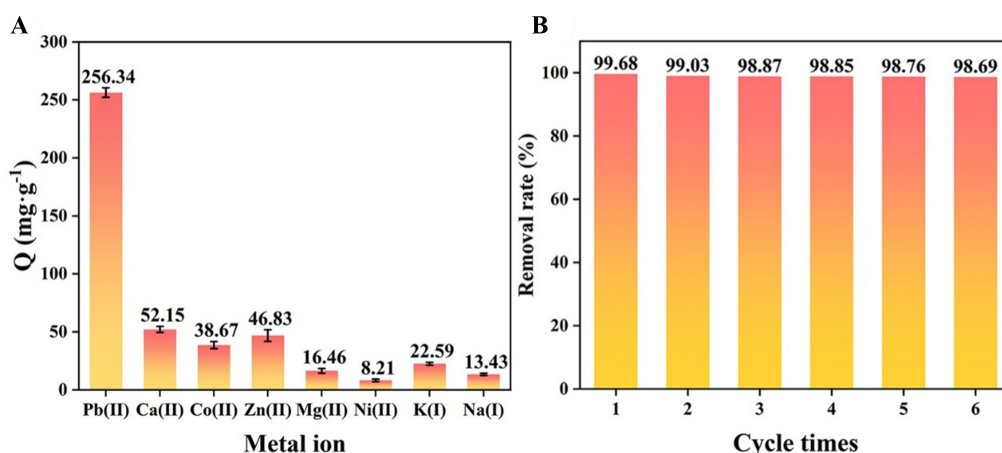 A
300
250
200
150
100
50
0
Q (mg·g⁻¹)
256.34
52.15
38.67
46.83
16.46
8.21
22.59
13.43
Pb(II) Ca(II) Co(II) Zn(II) Mg(II) Ni(II) K(I) Na(I)
Metal ion
B
100
80
60
40
20
0
Removal rate (%)
99.68 99.03 98.87 98.85 98.76 98.69
1 2 3 4 5 6
Cycle times